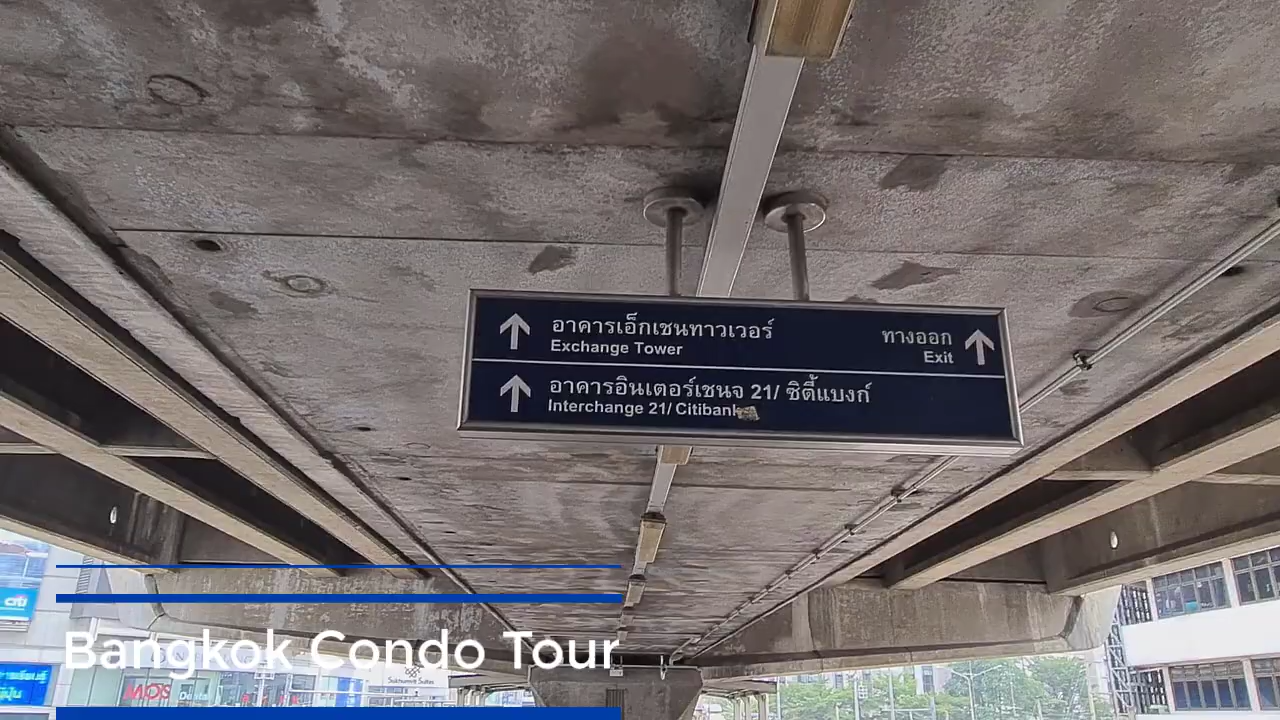 อาคารเอ็กเชนทาวเวอร์
Exchange Tower
ทางออก
Exit
อาคารอินเตอร์เชนจ 21/ ซิตี้แบงก์
Interchange 21/ Citibank
citi
Bangkok Condo Tour
MOS Dental
Sukhumvit Suites